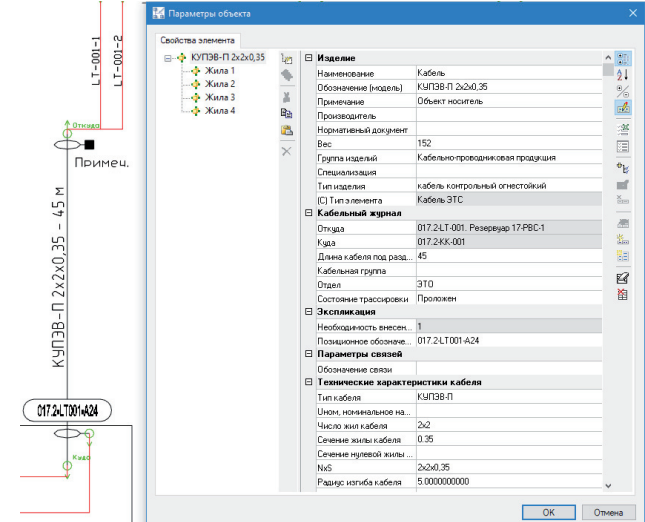 LT-001-1
LT-001-2
Откуда
Примеч.
КУПЭВ-П 2х2х0,35 - 45 м
017.2-LT001-A24
Куда
Параметры объекта
Свойства элемента
КУПЭВ-П 2х2х0,35
Жила 1
Жила 2
Жила 3
Жила 4
Изделие
Наименование Кабель
Обозначение (модель) КУПЭВ-П 2х2х0,35
Примечание Объект носитель
Производитель
Нормативный документ
Вес 152
Группа изделий Кабельно-проводниковая продукция
Специализация
Тип изделия кабель контрольный огнестойкий
(C) Тип элемента Кабель ЭТС
Кабельный журнал
Откуда 017.2-LT-001. Резервуар 17-РВС-1
Куда 017.2-КК-001
Длина кабеля под разд... 45
Кабельная группа
Отдел ЭТО
Состояние трассировки Проложен
Экспликация
Необходимость внесен... 1
Позиционное обозначе... 017.2-LT001-A24
Параметры связей
Обозначение связи
Технические характеристики кабеля
Тип кабеля КУПЭВ-П
Uном, номинальное на...
Число жил кабеля 2х2
Сечение жилы кабеля 0.35
Сечение нулевой жилы ...
NxS 2х2х0,35
Радиус изгиба кабеля 5.0000000000
OK Отмена